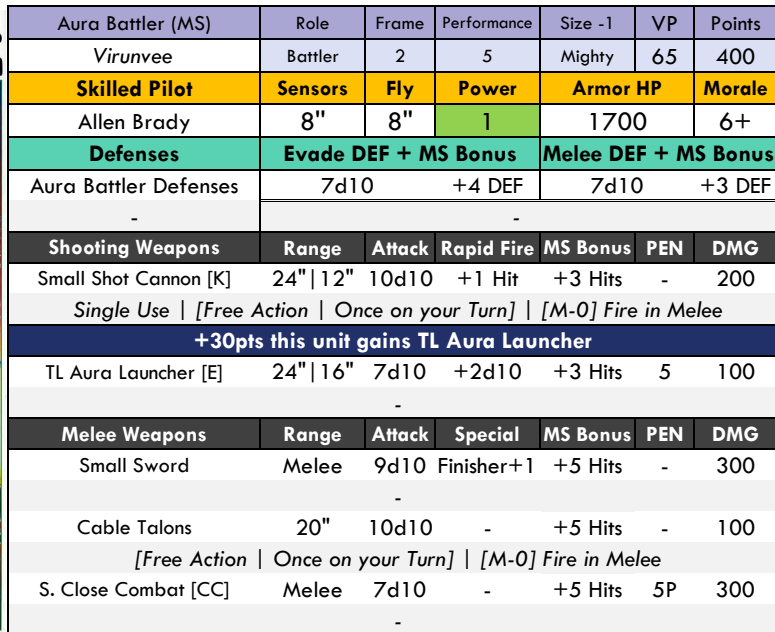 Aura Battler (MS) Role Frame Performance Size -1 VP Points
Virunvee Battler 2 5 Mighty 65 400
Skilled Pilot Sensors Fly Power Armor HP Morale
Allen Brady 8" 8" 1 1700 6+
Defenses Evade DEF + MS Bonus Melee DEF + MS Bonus
Aura Battler Defenses 7d10 +4 DEF 7d10 +3 DEF
- -
Shooting Weapons Range Attack Rapid Fire MS Bonus PEN DMG
Small Shot Cannon [K] 24"|12" 10d10 +1 Hit +3 Hits - 200
Single Use | [Free Action | Once on your Turn] | [M-0] Fire in Melee
+30pts this unit gains TL Aura Launcher
TL Aura Launcher [E] 24"|16" 7d10 +2d10 +3 Hits 5 100
-
Melee Weapons Range Attack Special MS Bonus PEN DMG
Small Sword Melee 9d10 Finisher+1 +5 Hits - 300
-
Cable Talons 20" 10d10 - +5 Hits - 100
[Free Action | Once on your Turn] | [M-0] Fire in Melee
S. Close Combat [CC] Melee 7d10 - +5 Hits 5P 300
-